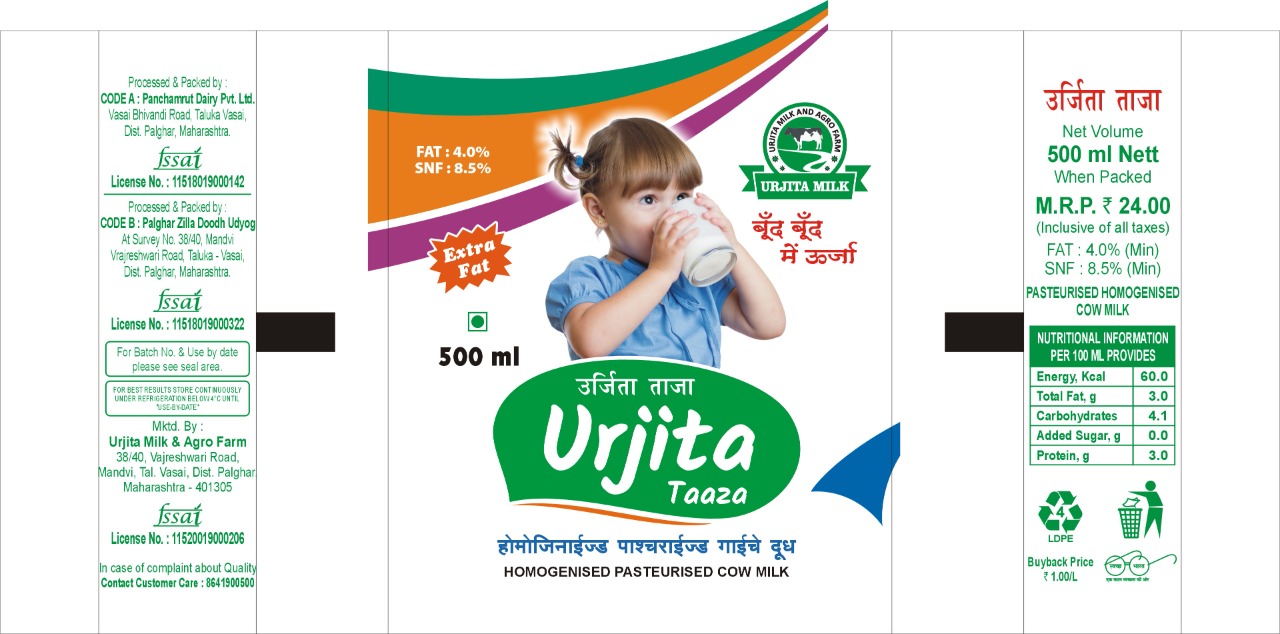 Processed & Packed by :
CODE A : Panchamrut Dairy Pvt. Ltd.
Vasai Bhivandi Road, Taluka Vasai,
Dist. Palghar, Maharashtra.
fssai
License No. : 11518019000142
Processed & Packed by :
CODE B : Palghar Zilla Doodh Udyog
At Survey No. 38/40, Mandvi
Vrajreshwari Road, Taluka - Vasai,
Dist. Palghar, Maharashtra.
fssai
License No. : 11518019000322
For Batch No. & Use by date
please see seal area.
FOR BEST RESULTS STORE CONTINUOUSLY
UNDER REFRIGERATION BELOW 4°C UNTIL
"USE-BY-DATE"
Mktd. By :
Urjita Milk & Agro Farm
38/40, Vajreshwari Road,
Mandvi, Tal. Vasai, Dist. Palghar.
Maharashtra - 401305
fssai
License No. : 11520019000206
In case of complaint about Quality
Contact Customer Care : 8641900500
FAT : 4.0%
SNF : 8.5%
Extra
Fat
500 ml
URJITA MILK AND AGRO FARM
URJITA MILK
बूँद बूँद
में ऊर्जा
उर्जिता ताजा
Urjita
Taaza
होमोजिनाईज्ड पाश्चराईज्ड गाईचे दूध
HOMOGENISED PASTEURISED COW MILK
उर्जिता ताजा
Net Volume
500 ml Nett
When Packed
M.R.P. ₹ 24.00
(Inclusive of all taxes)
FAT : 4.0% (Min)
SNF : 8.5% (Min)
PASTEURISED HOMOGENISED
COW MILK
NUTRITIONAL INFORMATION
PER 100 ML PROVIDES
Energy, Kcal 60.0
Total Fat, g 3.0
Carbohydrates 4.1
Added Sugar, g 0.0
Protein, g 3.0
4
LDPE
Buyback Price
₹ 1.00/L
स्वच्छ भारत
एक कदम स्वच्छता की ओर